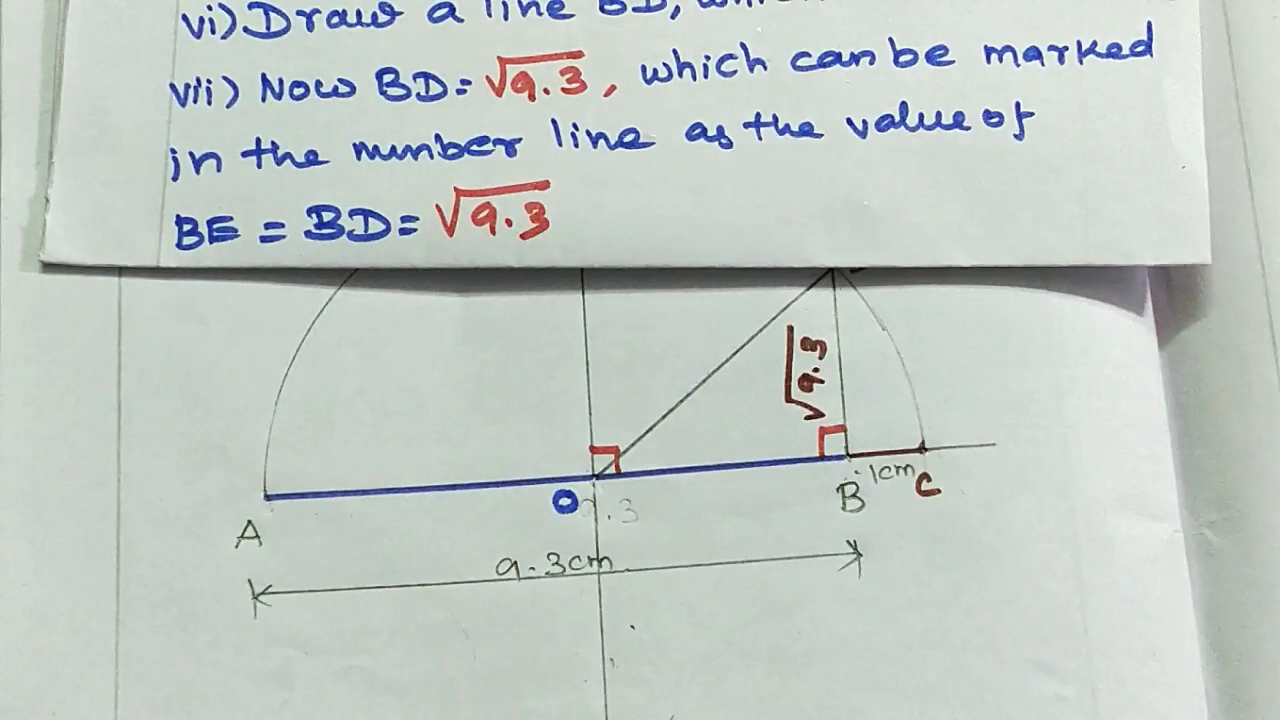 vi) Draw a line BD,
vii) Now BD = √9.3, which can be marked
in the number line as the value of
BE = BD = √9.3
√9.3
O
.3
B
1cm
C
A
9.3cm